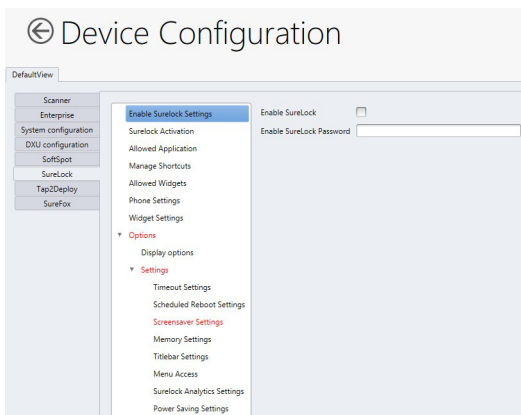 Device Configuration
DefaultView
Scanner
Enterprise
System configuration
DXU configuration
SoftSpot
SureLock
Tap2Deploy
SureFox
Enable Surelock Settings
Surelock Activation
Allowed Application
Manage Shortcuts
Allowed Widgets
Phone Settings
Widget Settings
Options
Display options
Settings
Timeout Settings
Scheduled Reboot Settings
Screensaver Settings
Memory Settings
Titlebar Settings
Menu Access
Surelock Analytics Settings
Power Saving Settings
Enable SureLock
Enable SureLock Password